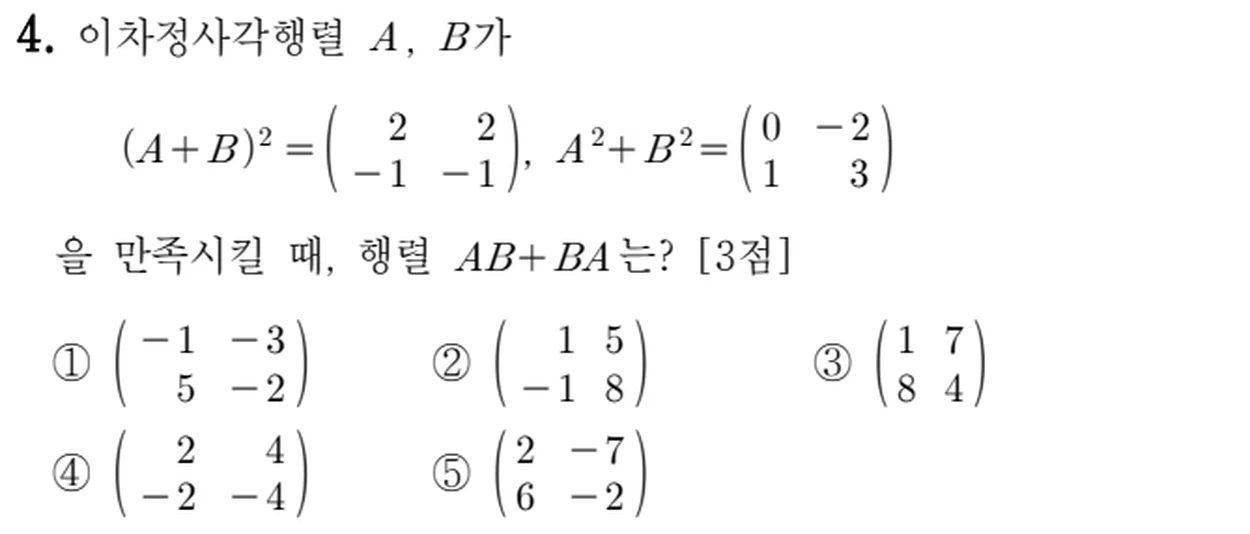 4. 이차정사각행렬 A, B가
(A+B)² = ( 2 2 ; -1 -1 ), A²+B² = ( 0 -2 ; 1 3 )
을 만족시킬 때, 행렬 AB+BA는? [3점]
① ( -1 -3 ; 5 -2 ) ② ( 1 5 ; -1 8 ) ③ ( 1 7 ; 8 4 )
④ ( 2 4 ; -2 -4 ) ⑤ ( 2 -7 ; 6 -2 )